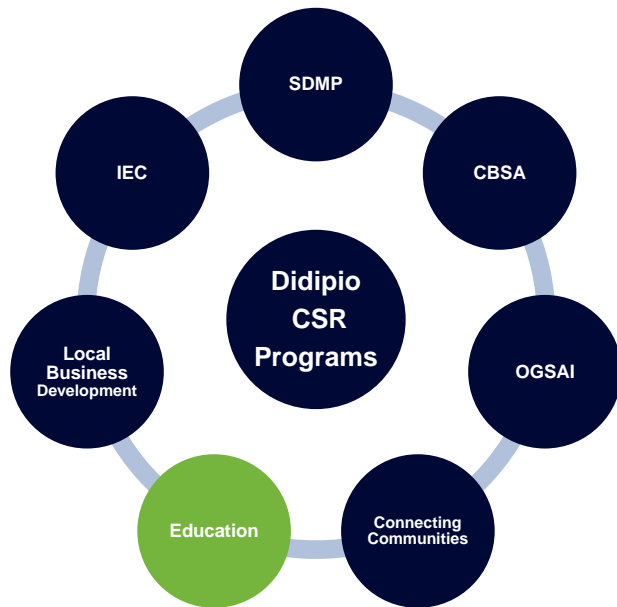 SDMP
IEC
CBSA
Didipio
CSR
Programs
Local
Business
Development
OGSAI
Education
Connecting
Communities